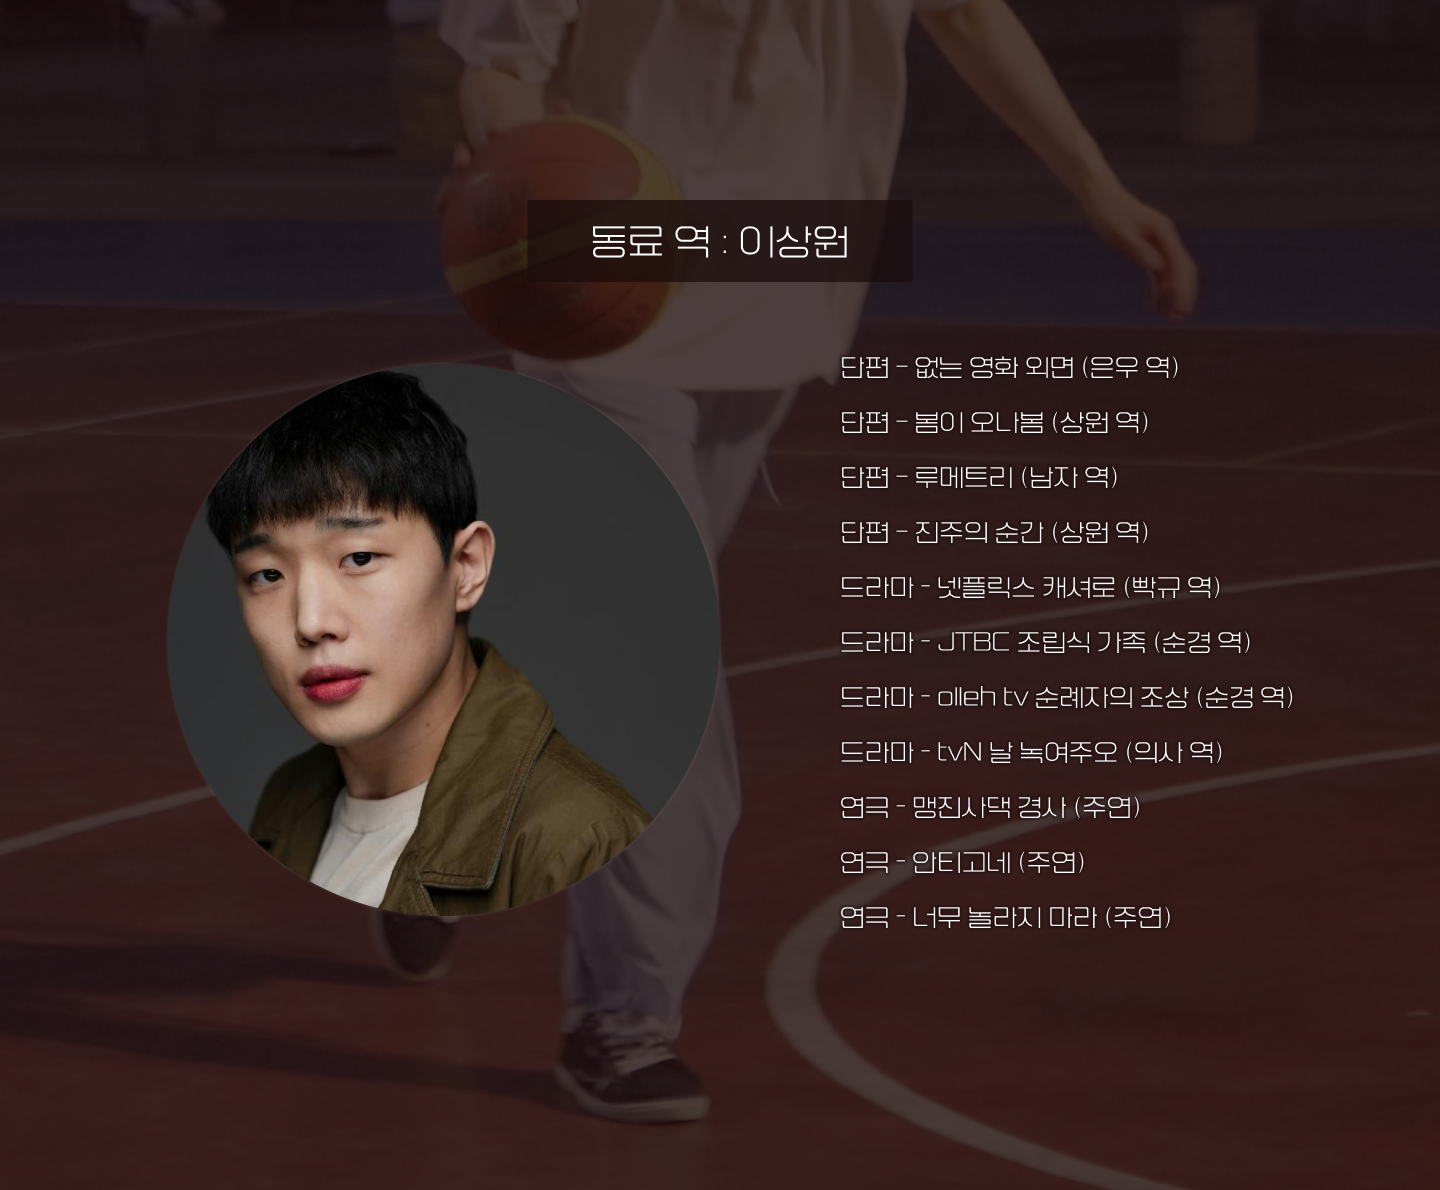 동료 역 : 이상원
단편 - 없는 영화 외면 (은우 역)
단편 - 봄이 오나봄 (상원 역)
단편 - 루메트리 (남자 역)
단편 - 진주의 순간 (상원 역)
드라마 - 넷플릭스 캐셔로 (빡규 역)
드라마 - JTBC 조립식 가족 (순경 역)
드라마 - olleh tv 순례자의 조상 (순경 역)
드라마 - tvN 날 녹여주오 (의사 역)
연극 - 맹진사댁 경사 (주연)
연극 - 안티고네 (주연)
연극 - 너무 놀라지 마라 (주연)